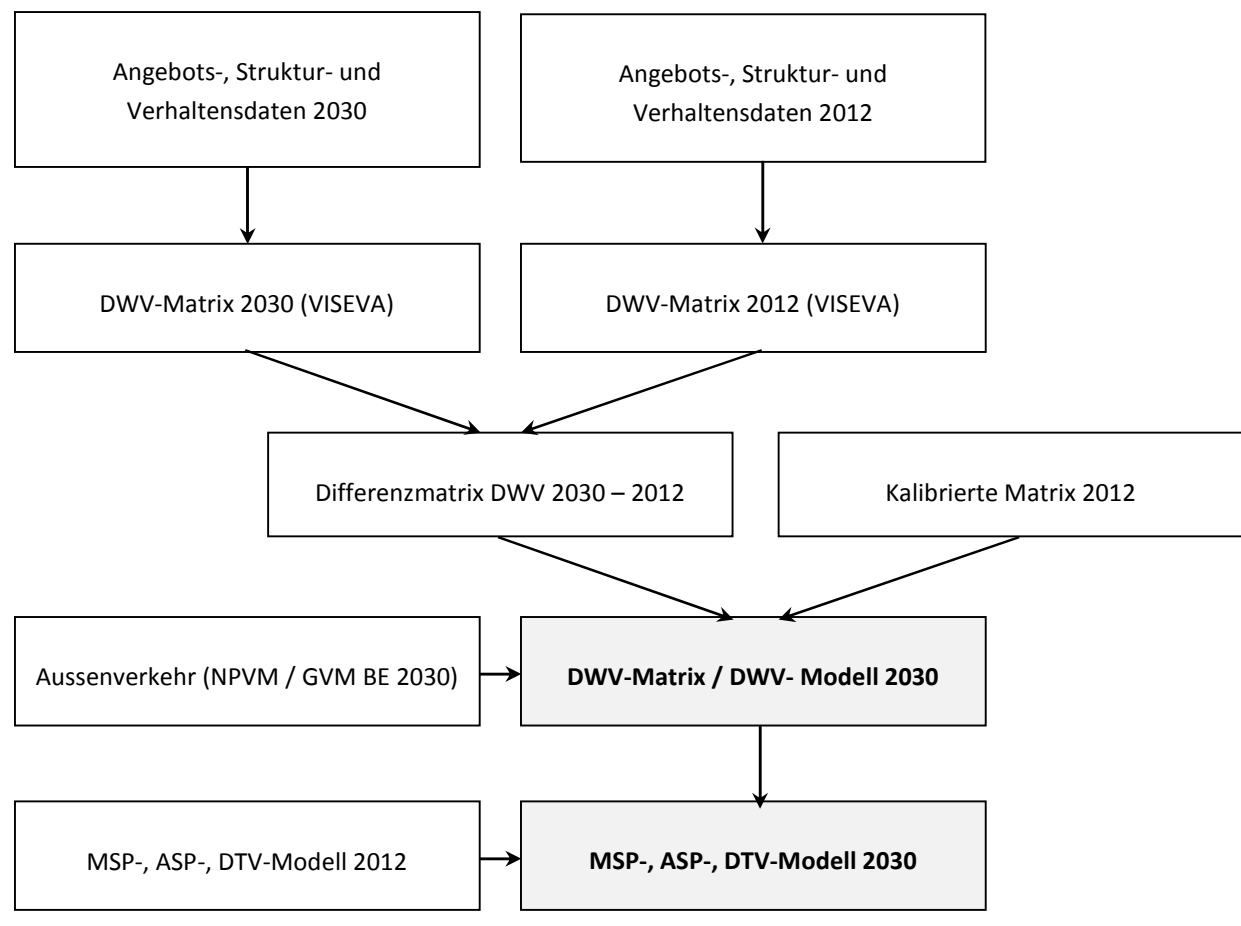 Angebots-, Struktur- und
Verhaltensdaten 2030
Angebots-, Struktur- und
Verhaltensdaten 2012
DWV-Matrix 2030 (VISEVA)
DWV-Matrix 2012 (VISEVA)
Differenzmatrix DWV 2030 – 2012
Kalibrierte Matrix 2012
Aussenverkehr (NPVM / GVM BE 2030)
DWV-Matrix / DWV- Modell 2030
MSP-, ASP-, DTV-Modell 2012
MSP-, ASP-, DTV-Modell 2030